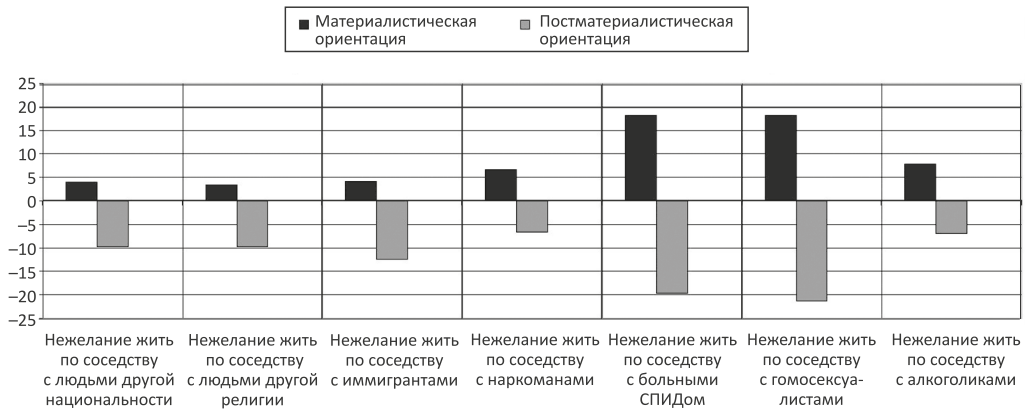 Материалистическая
ориентация
Постматериалистическая
ориентация
25
20
15
10
5
0
–5
–10
–15
–20
–25
Нежелание жить
по соседству
с людьми другой
национальности
Нежелание жить
по соседству
с людьми другой
религии
Нежелание жить
по соседству
с иммигрантами
Нежелание жить
по соседству
с наркоманами
Нежелание жить
по соседству
с больными
СПИДом
Нежелание жить
по соседству
с гомосексуа-
листами
Нежелание жить
по соседству
с алкоголиками